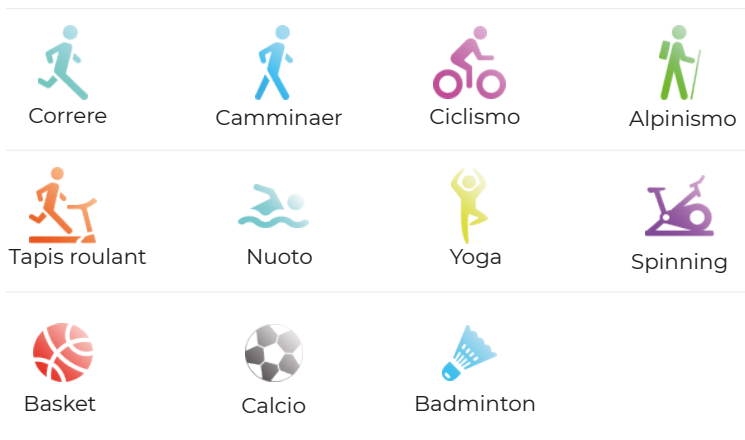 Correre
Camminaer
Ciclismo
Alpinismo
Tapis roulant
Nuoto
Yoga
Spinning
Basket
Calcio
Badminton